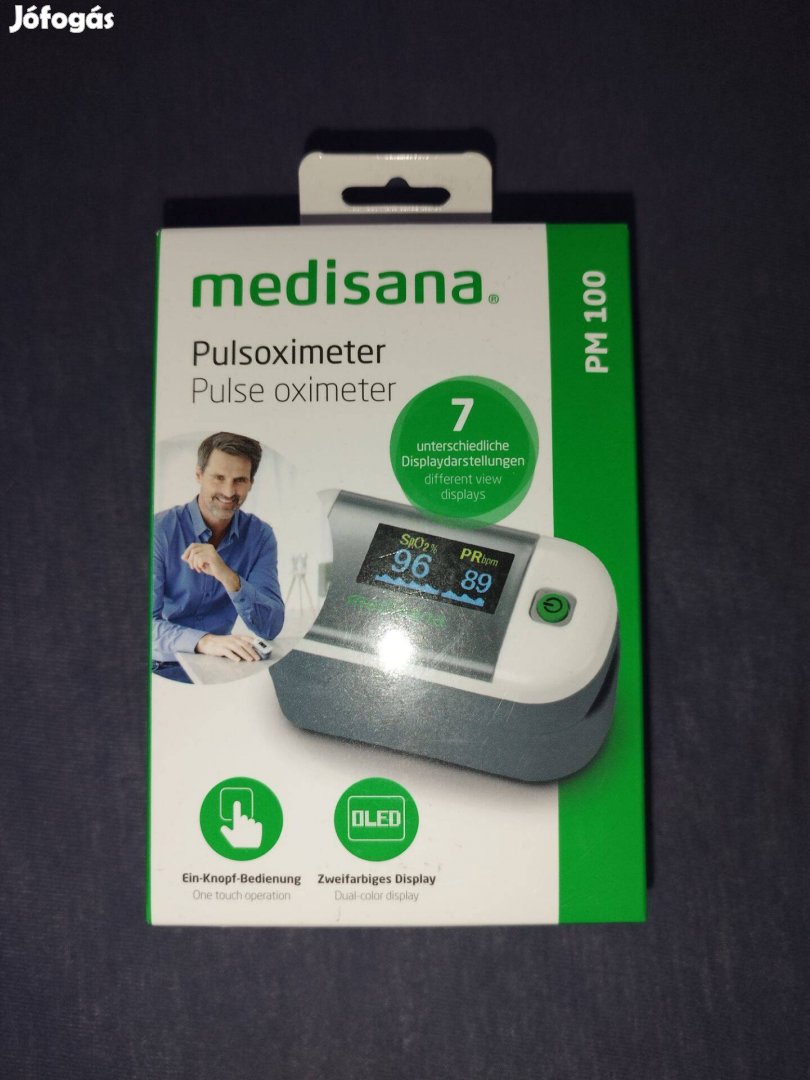 Jófogás
medisana®
PM 100
Pulsoximeter
Pulse oximeter
7
unterschiedliche
Displaydarstellungen
different view
displays
SpO2% PRbpm
96 89
OLED
Ein-Knopf-Bedienung
One touch operation
Zweifarbiges Display
Dual-color display